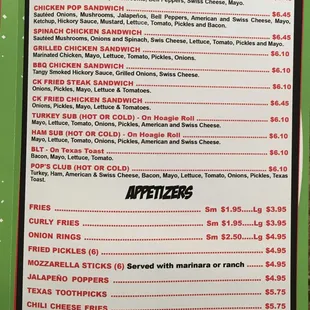 Bell Peppers, Swiss Cheese, Mayo.
CHICKEN POP SANDWICH $6.45
Sautéed Onions, Mushrooms, Jalapeños, Bell Peppers, American and Swiss Cheese, Mayo,
Ketchup, Hickory Sauce, Mustard, Lettuce, Tomato, Pickles and Bacon.
SPINACH CHICKEN SANDWICH $6.45
Sautéed Mushrooms, Onions and Spinach, Swiss Cheese, Lettuce, Tomato, Pickles and Mayo.
GRILLED CHICKEN SANDWICH $6.10
Marinated Chicken, Mayo, Lettuce, Tomato, Pickles, Onions.
BBQ CHICKEN SANDWICH $6.10
Tangy Smoked Hickory Sauce, Grilled Onions, Swiss Cheese.
CK FRIED STEAK SANDWICH $6.10
Onions, Pickles, Mayo, Lettuce & Tomatoes.
CK FRIED CHICKEN SANDWICH $6.45
Onions, Pickles, Mayo, Lettuce & Tomatoes.
TURKEY SUB (HOT OR COLD) - On Hoagie Roll $6.10
Mayo, Lettuce, Tomato, Onions, Pickles, American and Swiss Cheese.
HAM SUB (HOT OR COLD) - On Hoagie Roll $6.10
Mayo, Lettuce, Tomato, Onions, Pickles, American and Swiss Cheese.
BLT - On Texas Toast $6.10
Bacon, Mayo, Lettuce, Tomato.
POP'S CLUB (HOT OR COLD) $6.10
Turkey, Ham, American & Swiss Cheese, Bacon, Mayo, Lettuce, Tomato, Onions, Pickles, Texas
Toast.
APPETIZERS
FRIES Sm $1.95.....Lg $3.95
CURLY FRIES Sm $1.95.....Lg $3.95
ONION RINGS Sm $2.50.....Lg $4.95
FRIED PICKLES (6) $4.95
MOZZARELLA STICKS (6) Served with marinara or ranch $4.95
JALAPEÑO POPPERS $4.95
TEXAS TOOTHPICKS $5.75
CHILI CHEESE FRIES $5.75